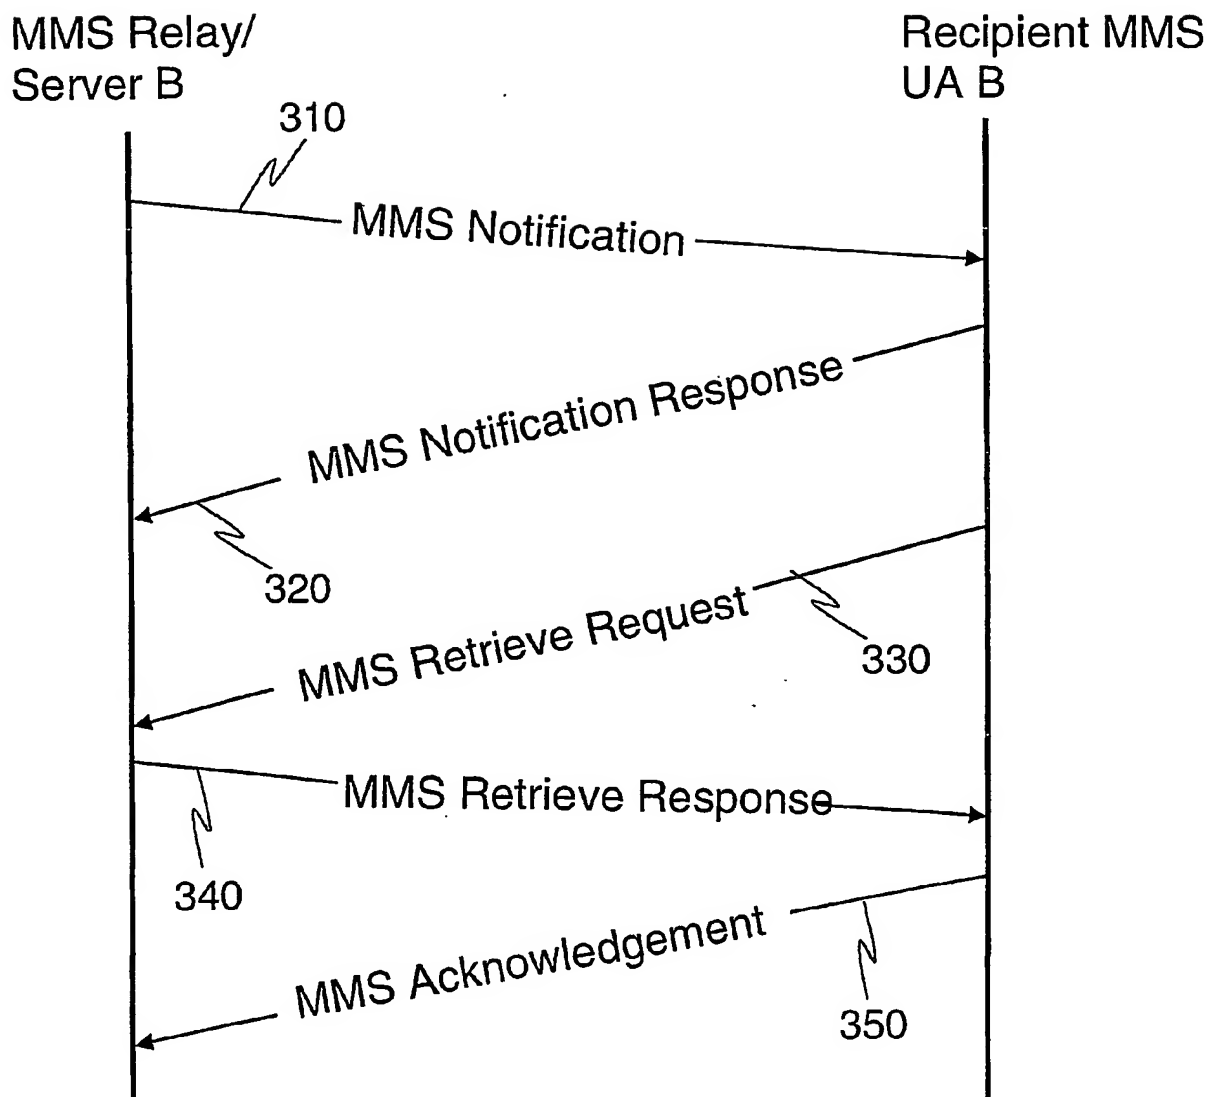 MMS Relay/
Server B
Recipient MMS
UA B
310
MMS Notification
MMS Notification Response
320
MMS Retrieve Request
330
MMS Retrieve Response
340
MMS Acknowledgement
350